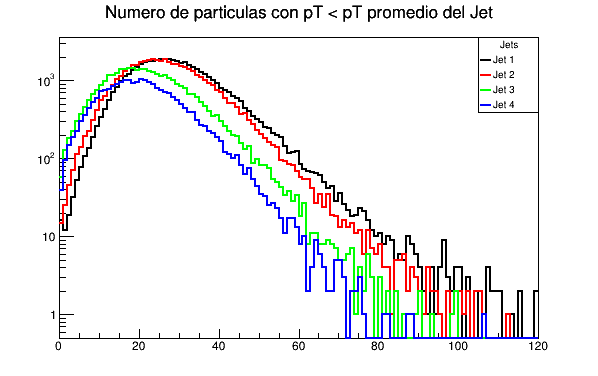 Numero de particulas con pT < pT promedio del Jet
Jets
Jet 1
Jet 2
Jet 3
Jet 4
10³
10²
10
1
0 20 40 60 80 100 120